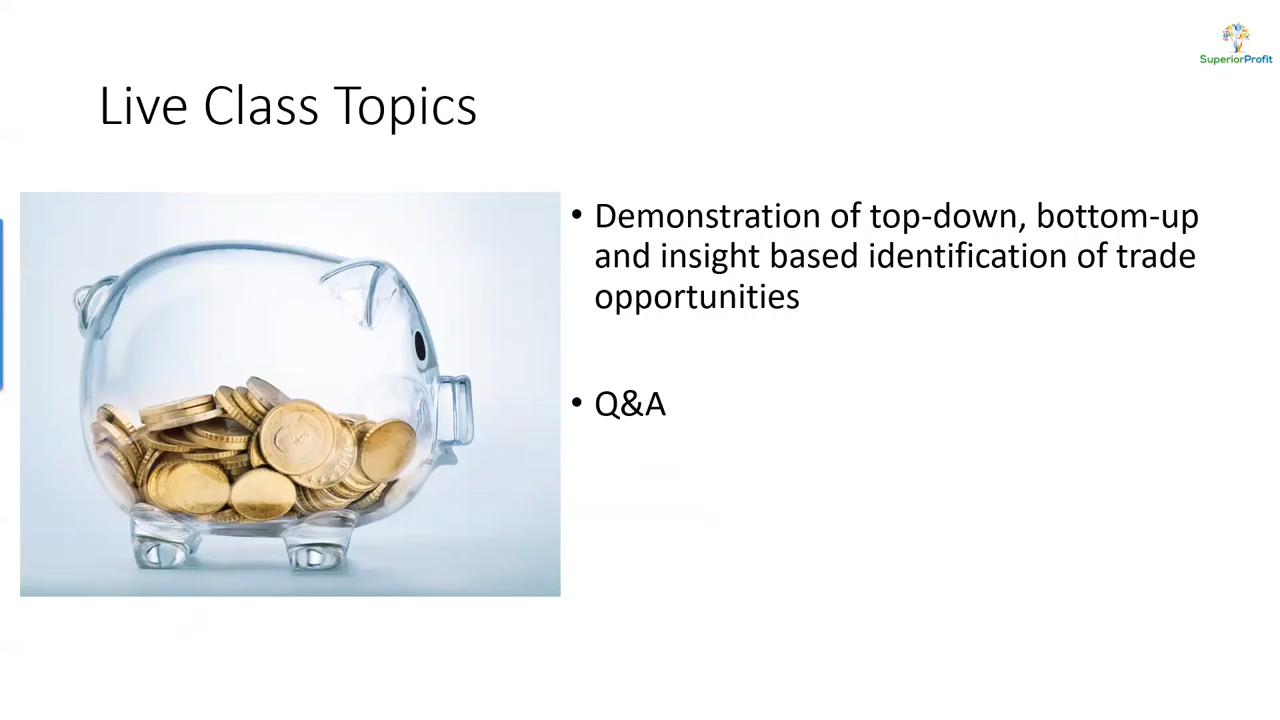 SuperiorProfit
Live Class Topics
• Demonstration of top-down, bottom-up
and insight based identification of trade
opportunities
• Q&A